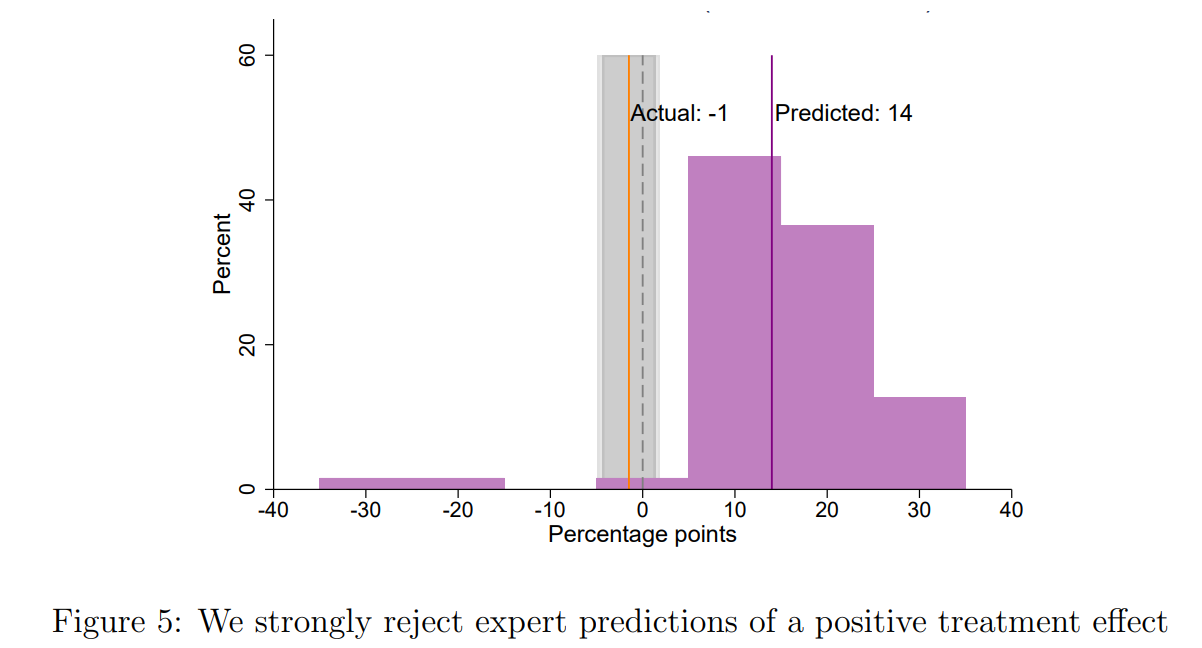 60
Actual: -1
Predicted: 14
40
Percent
20
0
-40 -30 -20 -10 0 10 20 30 40
Percentage points
Figure 5: We strongly reject expert predictions of a positive treatment effect